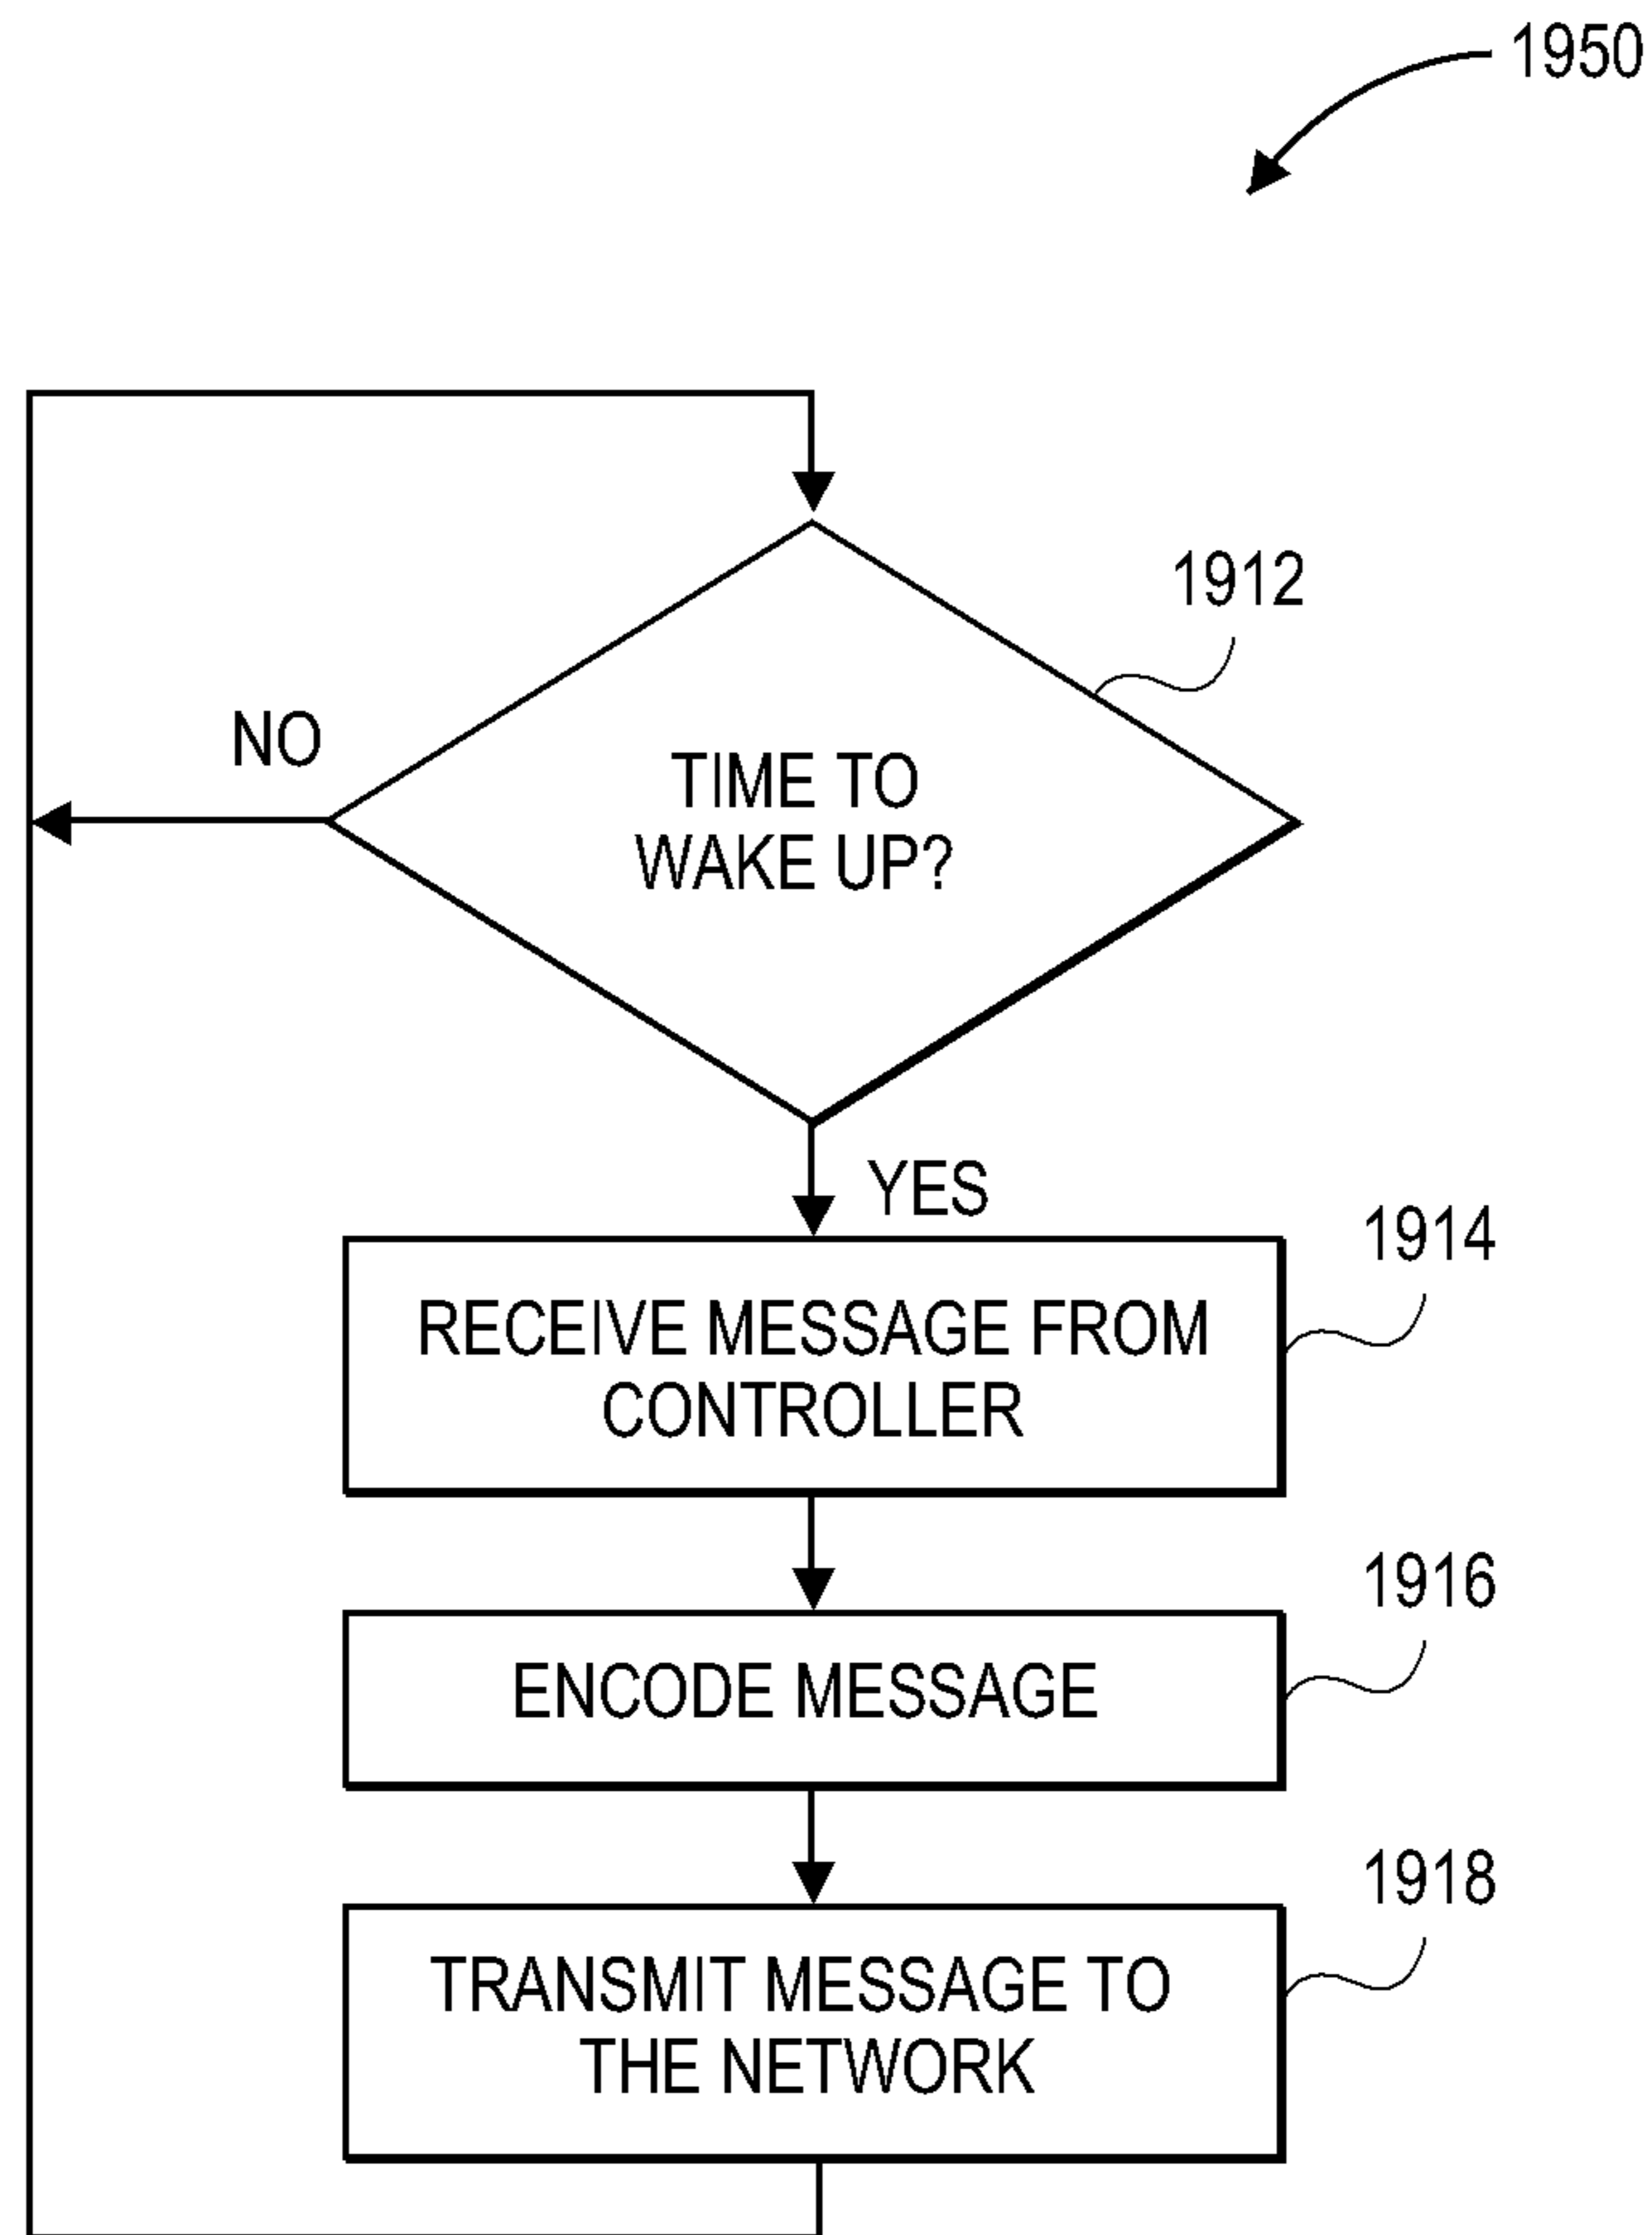 1950
1912
NO
TIME TO
WAKE UP?
YES
1914
RECEIVE MESSAGE FROM
CONTROLLER
1916
ENCODE MESSAGE
1918
TRANSMIT MESSAGE TO
THE NETWORK